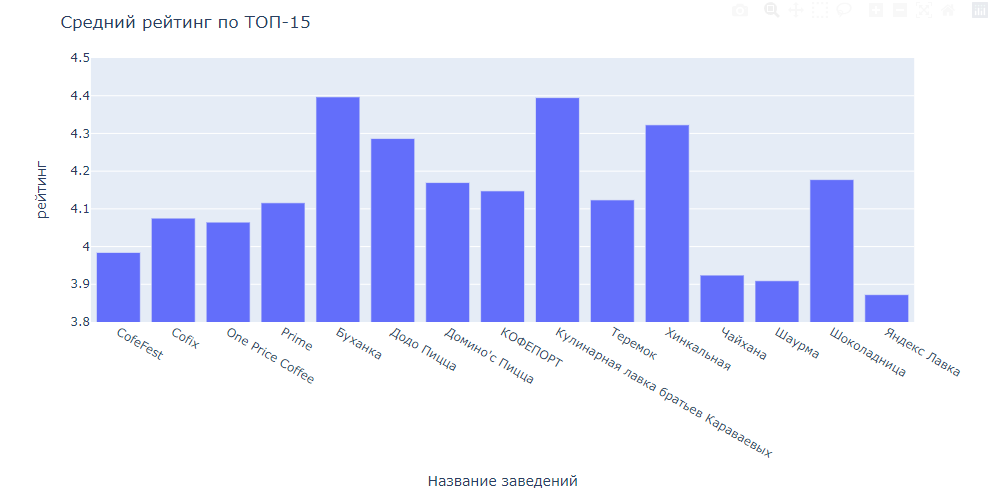 Средний рейтинг по ТОП-15
4.5
4.4
4.3
4.2
4.1
4
3.9
3.8
рейтинг
CofeFest
Cofix
One Price Coffee
Prime
Буханка
Додо Пицца
Домино'с Пицца
КОФЕПОРТ
Кулинарная лавка братьев Караваевых
Теремок
Хинкальная
Чайхана
Шаурма
Шоколадница
Яндекс Лавка
Название заведений